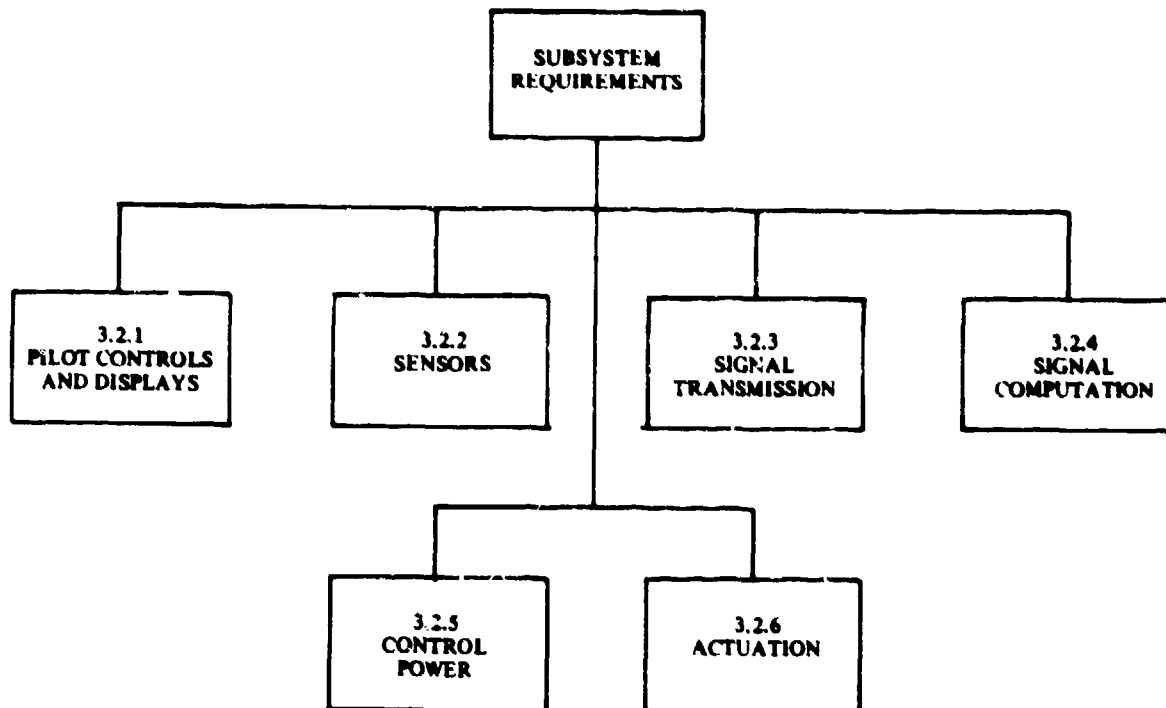 SUBSYSTEM
REQUIREMENTS
3.2.1
PILOT CONTROLS
AND DISPLAYS
3.2.2
SENSORS
3.2.3
SIGNAL
TRANSMISSION
3.2.4
SIGNAL
COMPUTATION
3.2.5
CONTROL
POWER
3.2.6
ACTUATION